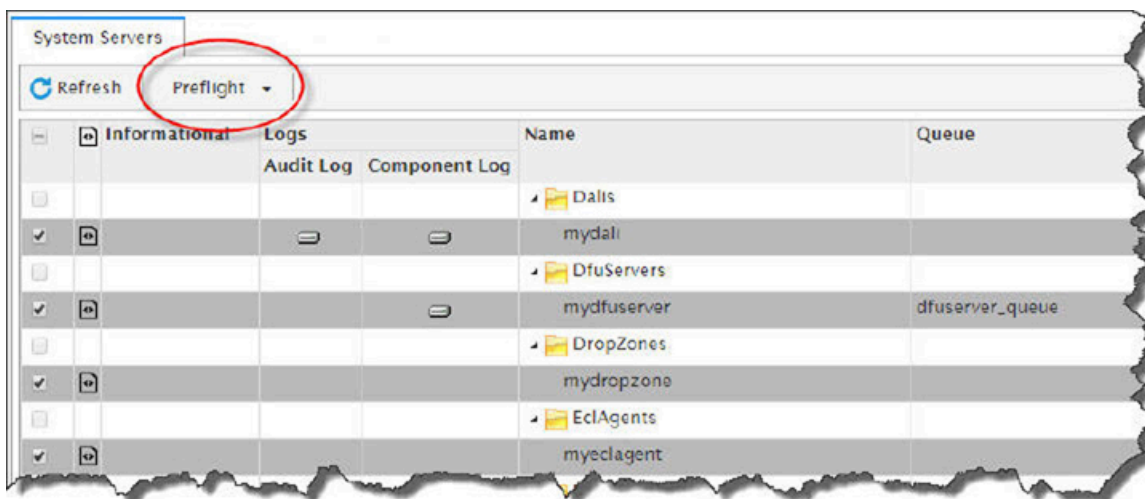 System Servers
Refresh Preflight
Informational Logs Name Queue
Audit Log Component Log
Dalis
mydali
DfuServers
mydfuserver dfuserver_queue
DropZones
mydropzone
EclAgents
myeclagent